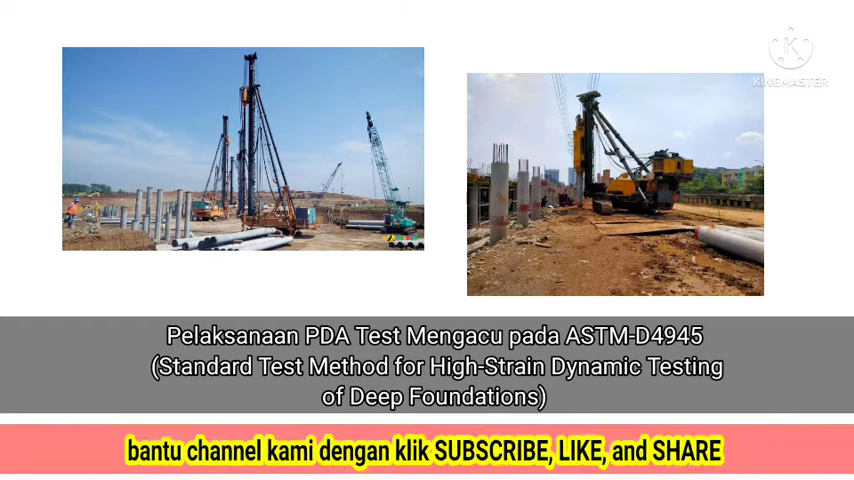 KINEMASTER
Pelaksanaan PDA Test Mengacu pada ASTM-D4945
(Standard Test Method for High-Strain Dynamic Testing
of Deep Foundations)
bantu channel kami dengan klik SUBSCRIBE, LIKE, and SHARE